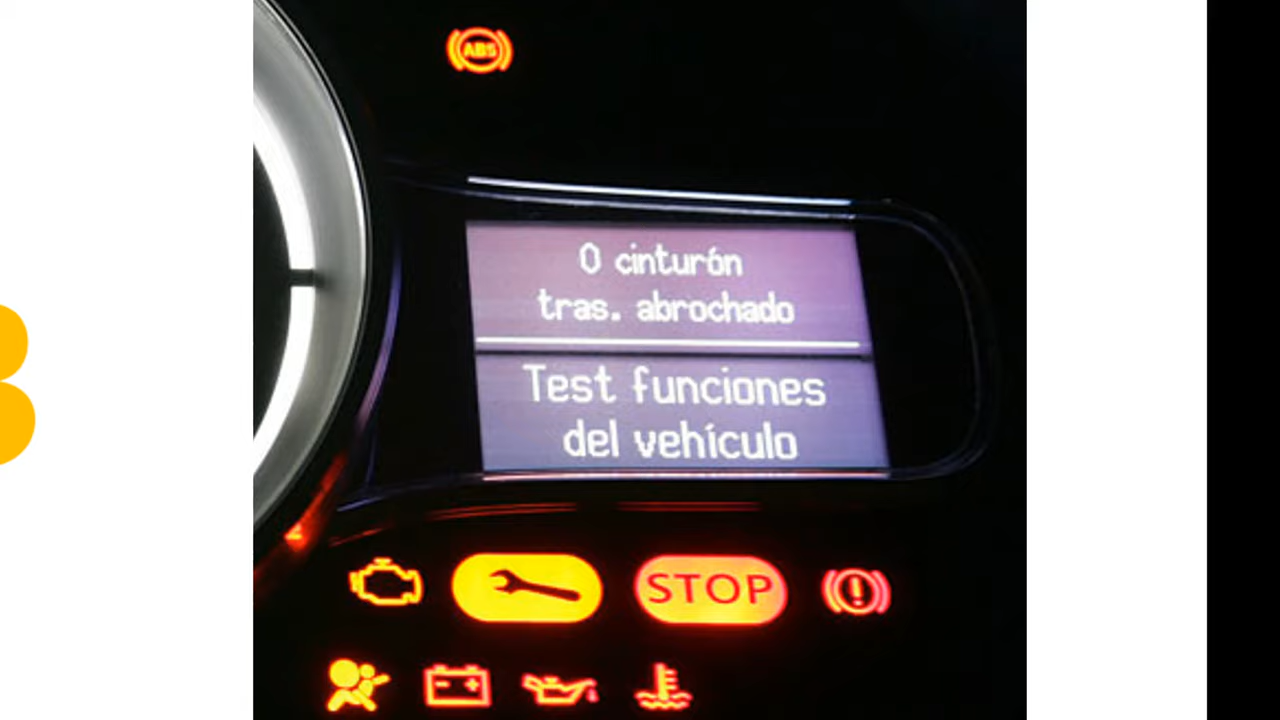 ABS
0 cinturón
tras. abrochado
Test funciones
del vehículo
STOP